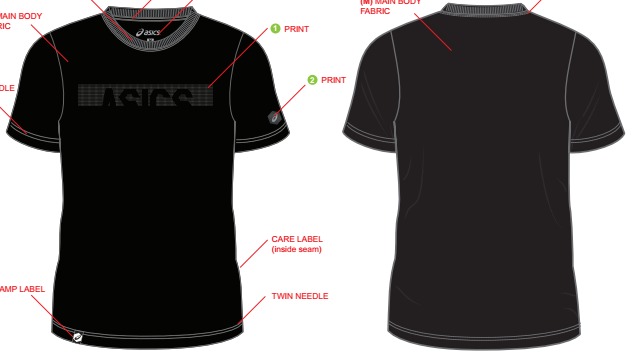 (M) MAIN BODY
FABRIC
MAIN BODY
RIC
asics
1 PRINT
2 PRINT
DLE
ASICS
CARE LABEL
(inside seam)
AMP LABEL
TWIN NEEDLE